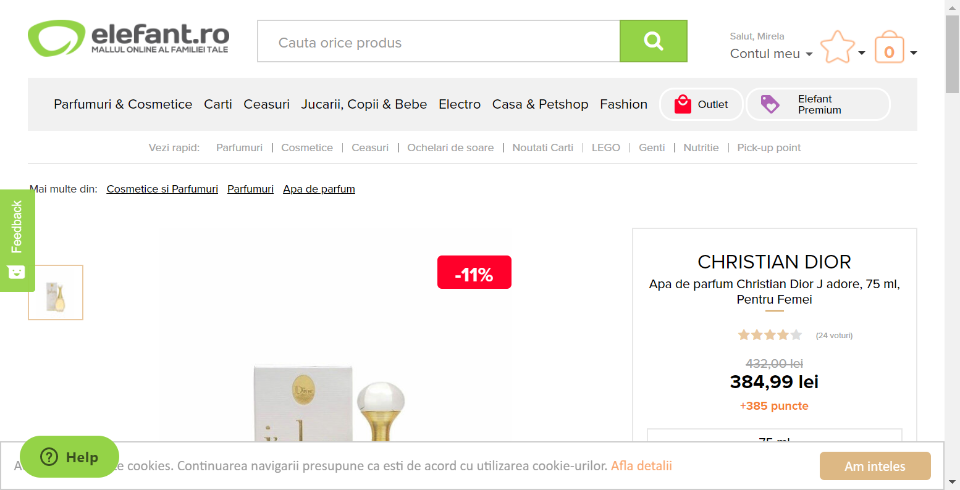 elefant.ro
MALLUL ONLINE AL FAMILIEI TALE
Cauta orice produs
Salut, Mirela
Contul meu
0
Parfumuri & Cosmetice Carti Ceasuri Jucarii, Copii & Bebe Electro Casa & Petshop Fashion Outlet Elefant Premium
Vezi rapid: Parfumuri | Cosmetice | Ceasuri | Ochelari de soare | Noutati Carti | LEGO | Genti | Nutritie | Pick-up point
Mai multe din: Cosmetice si Parfumuri Parfumuri Apa de parfum
Feedback
-11%
CHRISTIAN DIOR
Apa de parfum Christian Dior J adore, 75 ml,
Pentru Femei
(24 voturi)
432,00 lei
384,99 lei
+385 puncte
75 ml
Dior
Help
cookies. Continuarea navigarii presupune ca esti de acord cu utilizarea cookie-urilor. Afla detalii
Am inteles